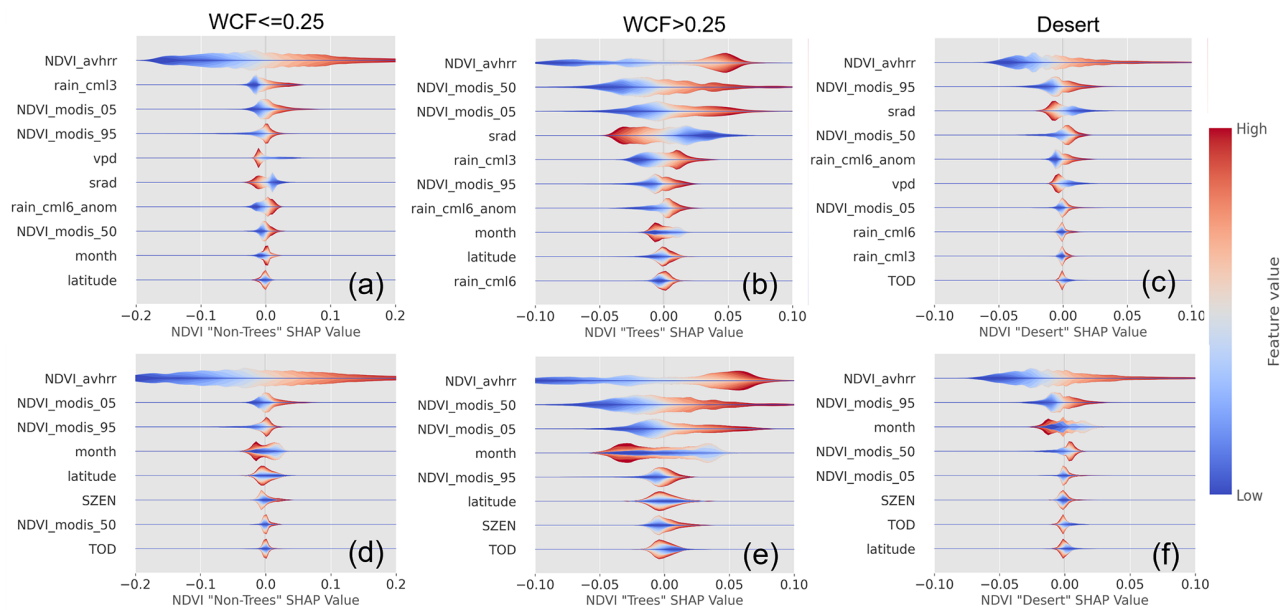 WCF<=0.25
NDVI_avhrr
rain_cml3
NDVI_modis_05
NDVI_modis_95
vpd
srad
rain_cml6_anom
NDVI_modis_50
month
latitude
(a)
−0.2 −0.1 0.0 0.1 0.2
NDVI "Non-Trees" SHAP Value
WCF>0.25
NDVI_avhrr
NDVI_modis_50
NDVI_modis_05
srad
rain_cml3
NDVI_modis_95
rain_cml6_anom
month
latitude
rain_cml6
(b)
−0.10 −0.05 0.00 0.05 0.10
NDVI "Trees" SHAP Value
Desert
NDVI_avhrr
NDVI_modis_95
srad
NDVI_modis_50
rain_cml6_anom
vpd
NDVI_modis_05
rain_cml6
rain_cml3
TOD
(c)
−0.10 −0.05 0.00 0.05 0.10
NDVI "Desert" SHAP Value
NDVI_avhrr
NDVI_modis_05
NDVI_modis_95
month
latitude
SZEN
NDVI_modis_50
TOD
(d)
−0.2 −0.1 0.0 0.1 0.2
NDVI "Non-Trees" SHAP Value
NDVI_avhrr
NDVI_modis_50
NDVI_modis_05
month
NDVI_modis_95
latitude
SZEN
TOD
(e)
−0.10 −0.05 0.00 0.05 0.10
NDVI "Trees" SHAP Value
NDVI_avhrr
NDVI_modis_95
month
NDVI_modis_50
NDVI_modis_05
SZEN
TOD
latitude
(f)
−0.10 −0.05 0.00 0.05 0.10
NDVI "Desert" SHAP Value
High
Feature value
Low